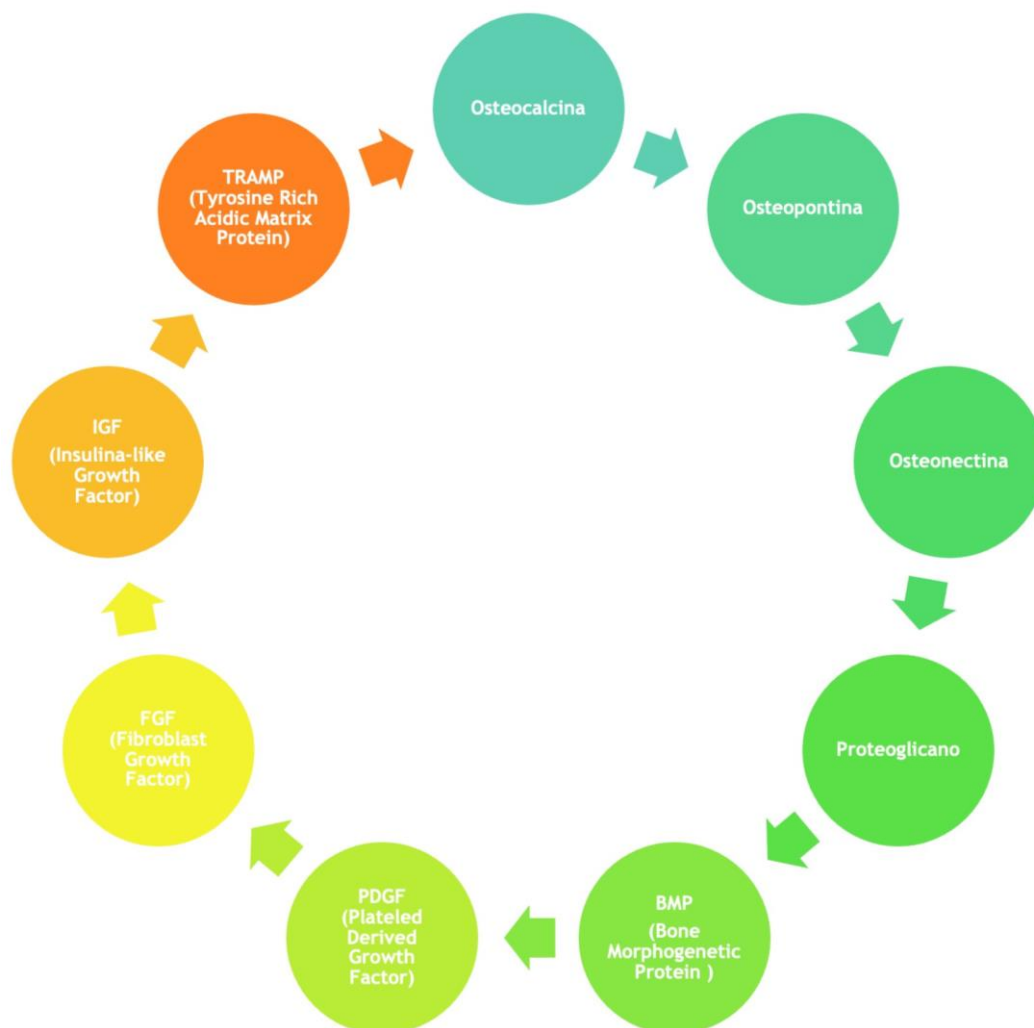 Osteocalcina
Osteopontina
Osteonectina
Proteoglicano
BMP
(Bone
Morphogenetic
Protein )
PDGF
(Plateled
Derived
Growth
Factor)
FGF
(Fibroblast
Growth
Factor)
IGF
(Insulina-like
Growth
Factor)
TRAMP
(Tyrosine Rich
Acidic Matrix
Protein)